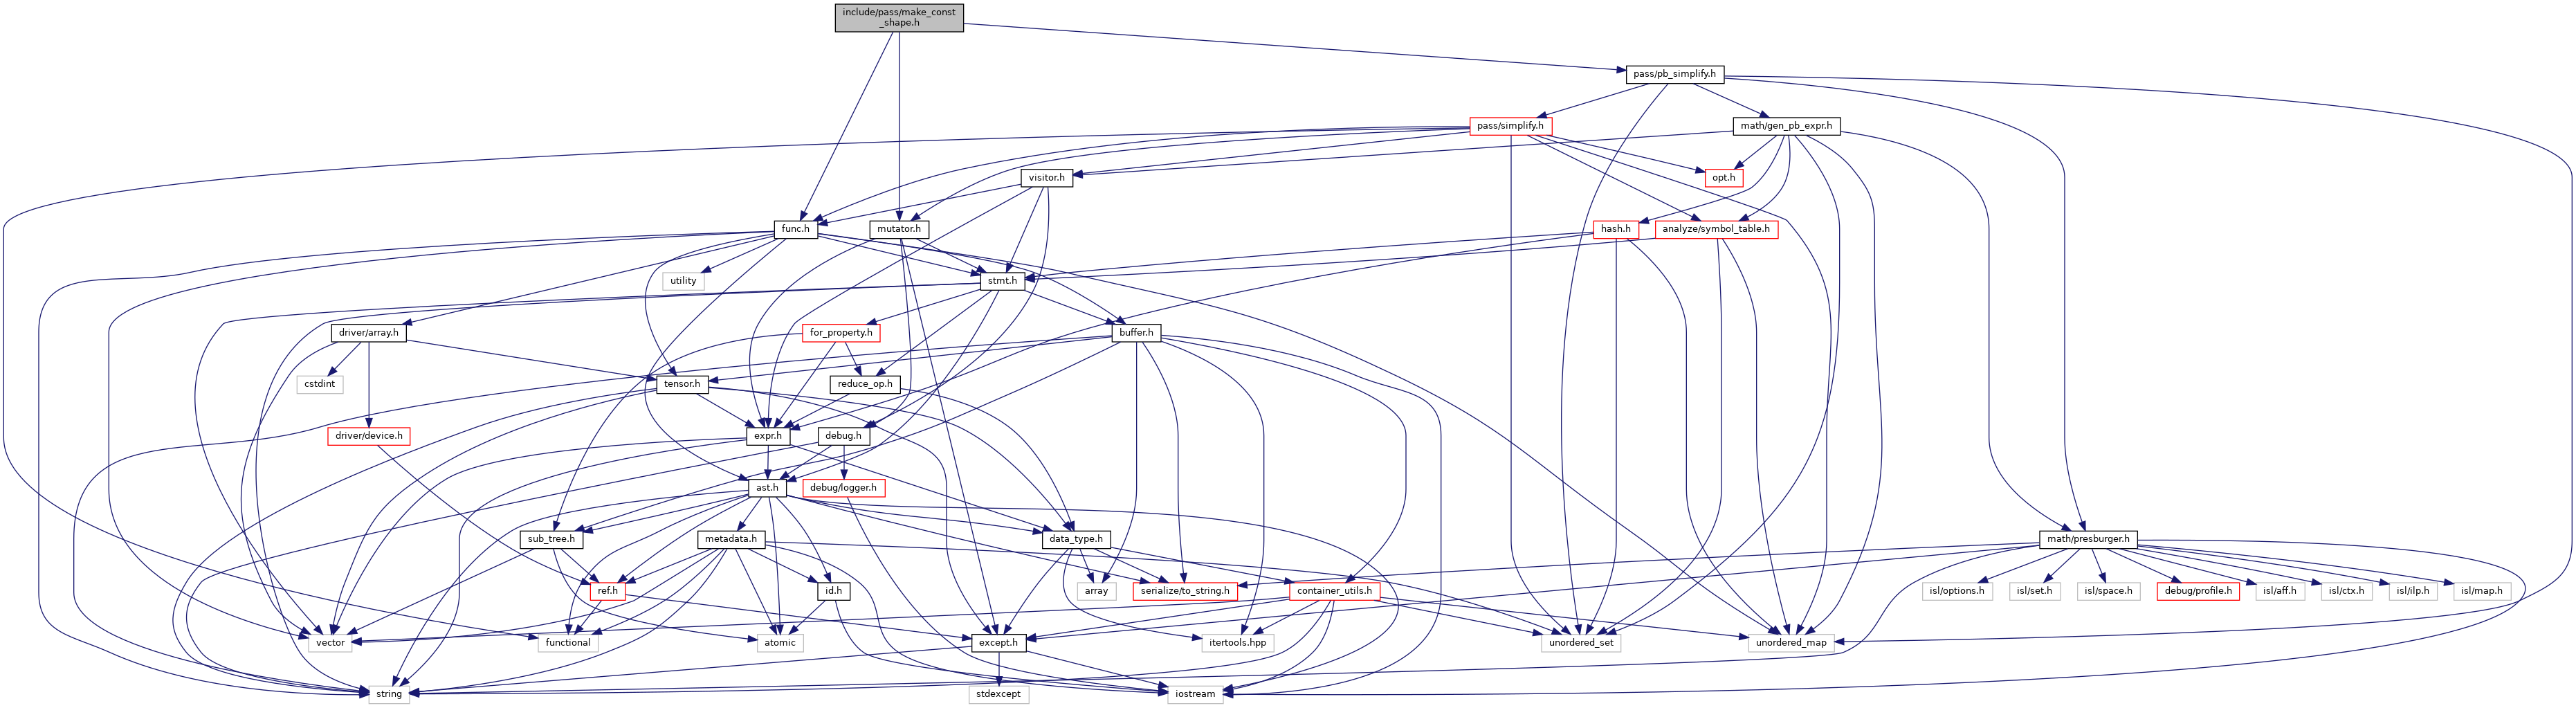 include/pass/make_const
_shape.h
pass/pb_simplify.h
pass/simplify.h
math/gen_pb_expr.h
visitor.h
opt.h
func.h
mutator.h
hash.h
analyze/symbol_table.h
utility
stmt.h
driver/array.h
for_property.h
buffer.h
cstdint
tensor.h
reduce_op.h
driver/device.h
expr.h
debug.h
ast.h
debug/logger.h
sub_tree.h
metadata.h
data_type.h
math/presburger.h
ref.h
id.h
array
serialize/to_string.h
container_utils.h
isl/options.h
isl/set.h
isl/space.h
debug/profile.h
isl/aff.h
isl/ctx.h
isl/ilp.h
isl/map.h
vector
functional
atomic
except.h
itertools.hpp
unordered_set
unordered_map
string
stdexcept
iostream